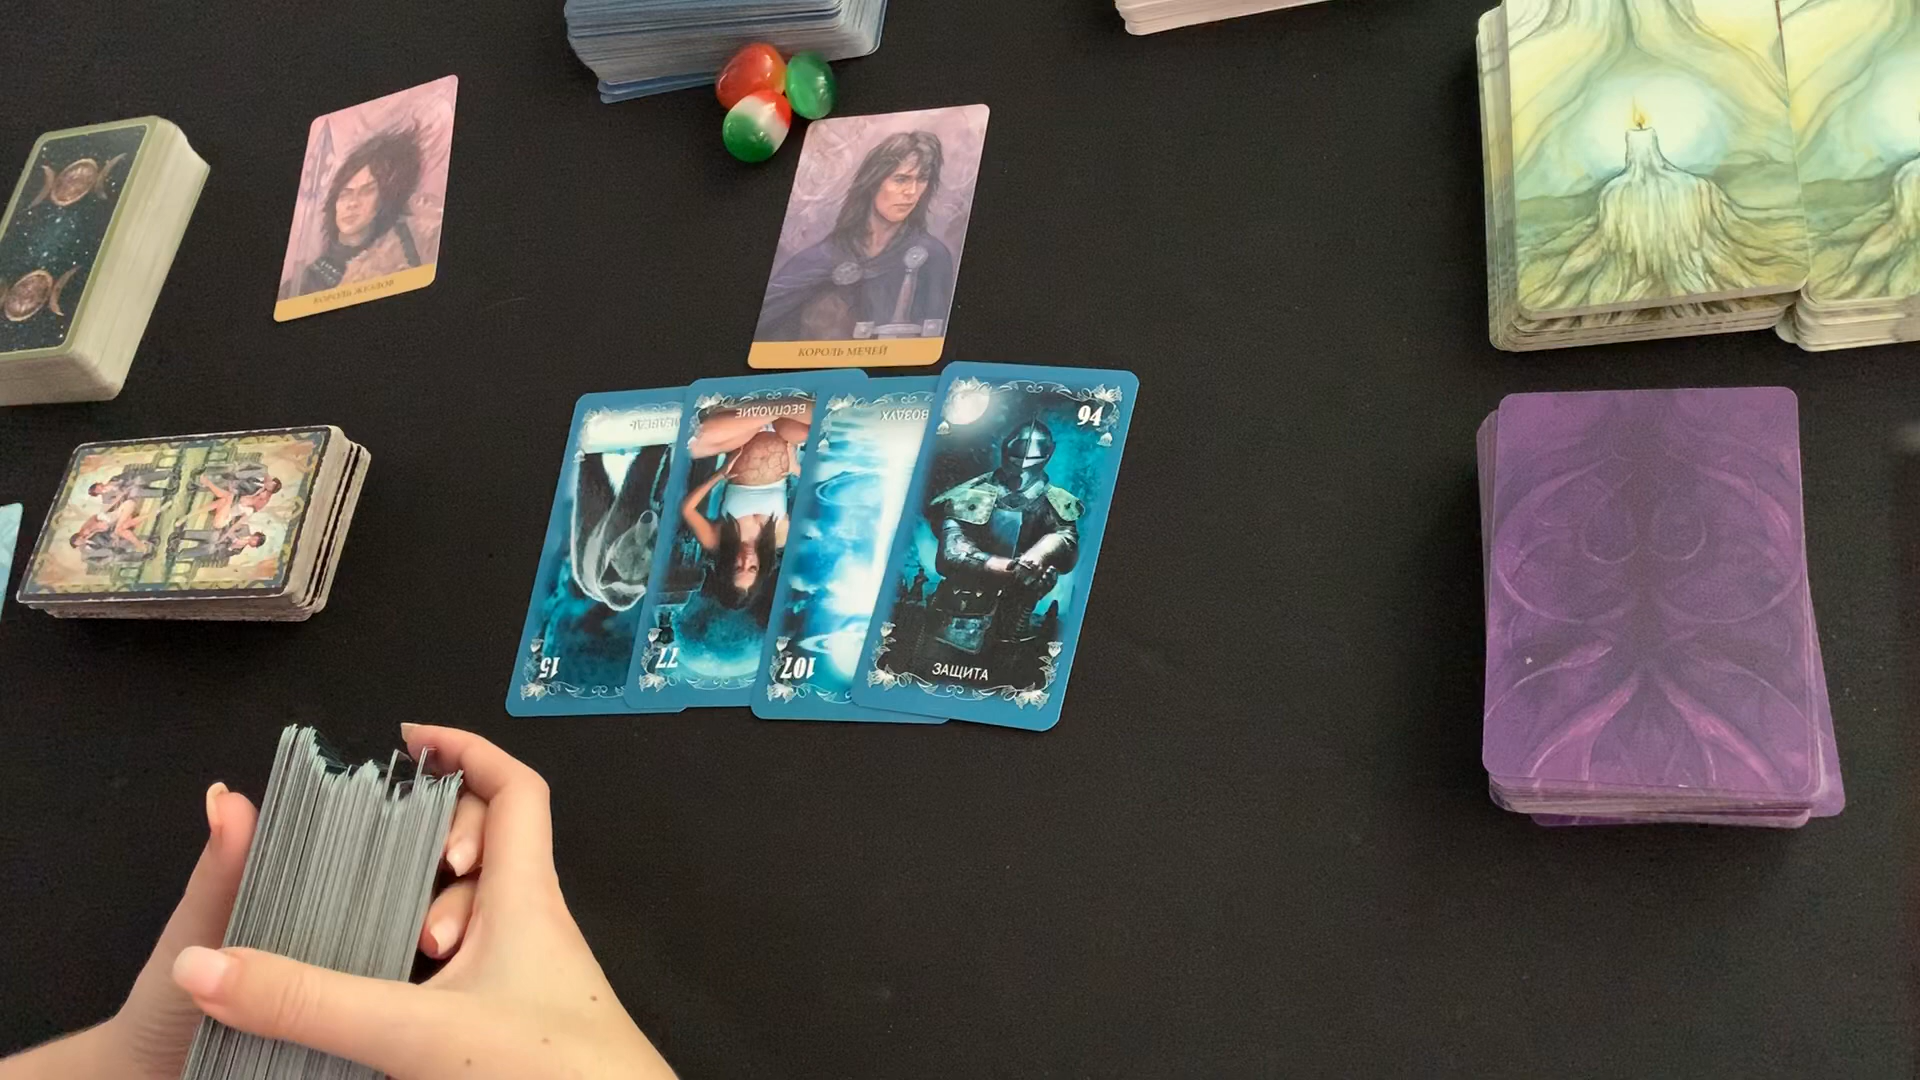 КОРОЛЬ ЖЕЗЛОВ
КОРОЛЬ МЕЧЕЙ
БЕСПЛОДИЕ
ВОЗДУХ
94
15
77
107
ЗАЩИТА